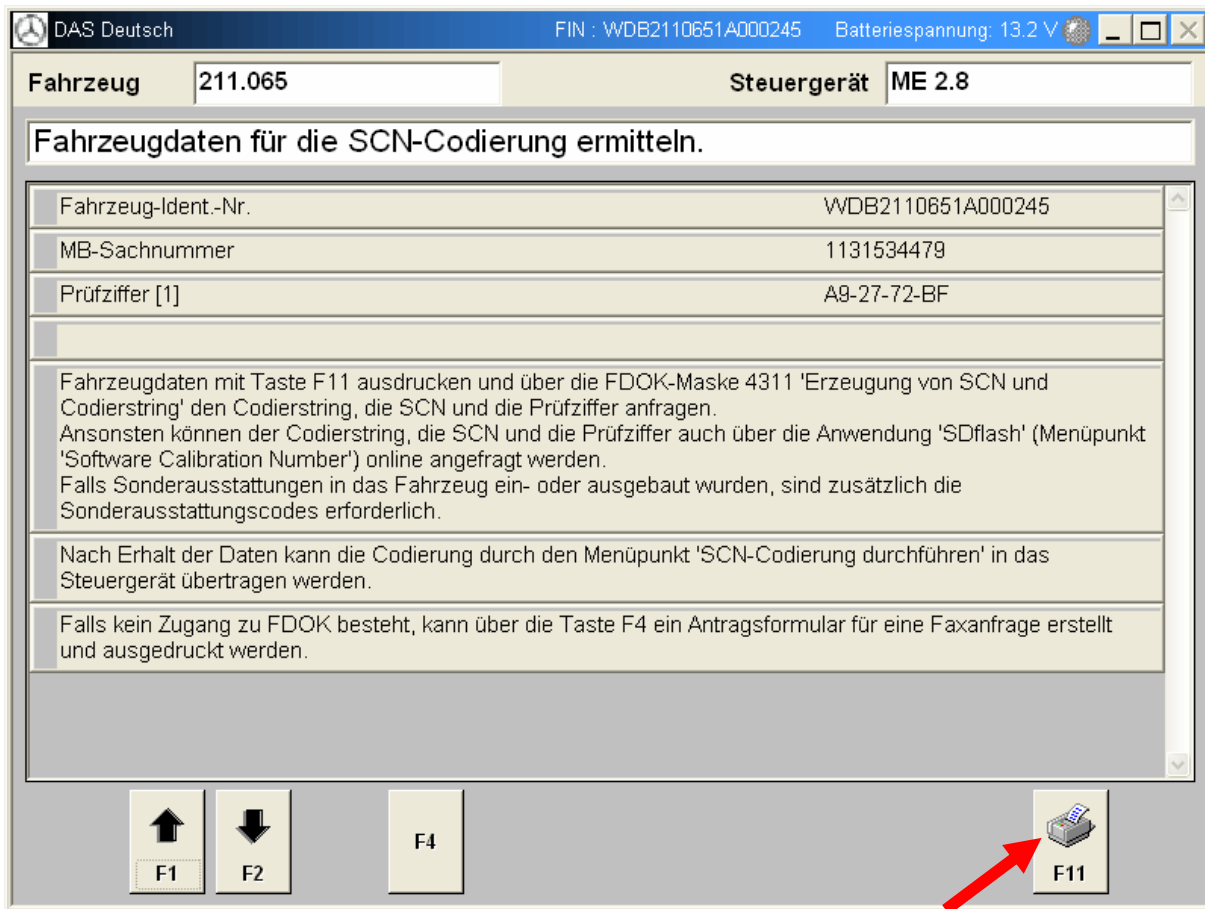 DAS Deutsch FIN : WDB2110651A000245 Batteriespannung: 13.2 V
Fahrzeug 211.065 Steuergerät ME 2.8
Fahrzeugdaten für die SCN-Codierung ermitteln.
Fahrzeug-Ident.-Nr. WDB2110651A000245
MB-Sachnummer 1131534479
Prüfziffer [1] A9-27-72-BF
Fahrzeugdaten mit Taste F11 ausdrucken und über die FDOK-Maske 4311 'Erzeugung von SCN und
Codierstring' den Codierstring, die SCN und die Prüfziffer anfragen.
Ansonsten können der Codierstring, die SCN und die Prüfziffer auch über die Anwendung 'SDflash' (Menüpunkt
'Software Calibration Number') online angefragt werden.
Falls Sonderausstattungen in das Fahrzeug ein- oder ausgebaut wurden, sind zusätzlich die
Sonderausstattungscodes erforderlich.
Nach Erhalt der Daten kann die Codierung durch den Menüpunkt 'SCN-Codierung durchführen' in das
Steuergerät übertragen werden.
Falls kein Zugang zu FDOK besteht, kann über die Taste F4 ein Antragsformular für eine Faxanfrage erstellt
und ausgedruckt werden.
F1 F2 F4 F11